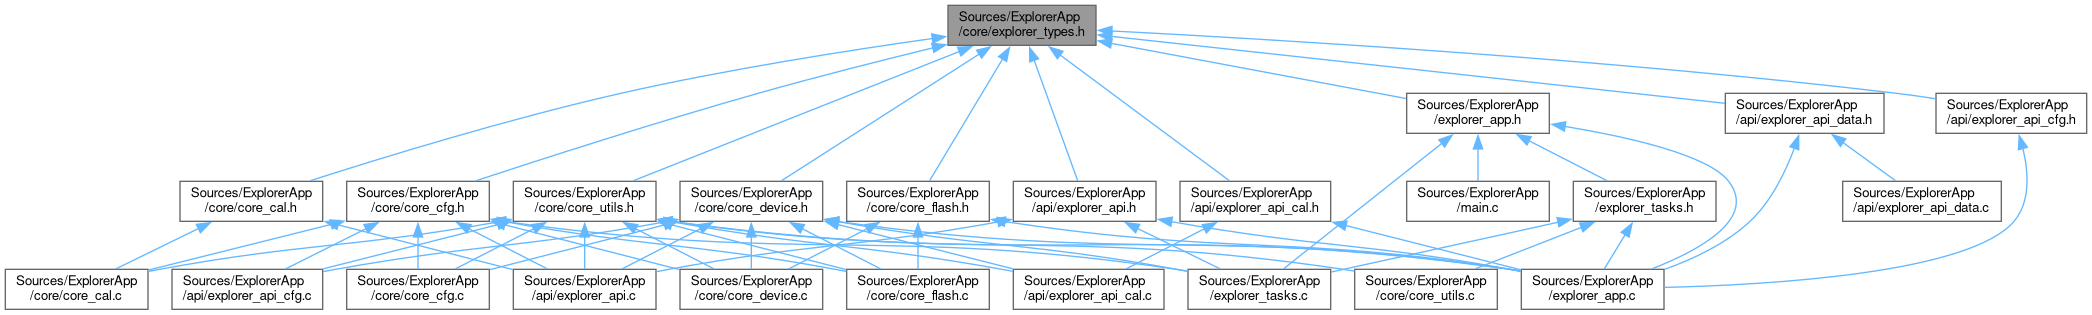 Sources/ExplorerApp
/core/explorer_types.h
Sources/ExplorerApp
/explorer_app.h
Sources/ExplorerApp
/api/explorer_api_data.h
Sources/ExplorerApp
/api/explorer_api_cfg.h
Sources/ExplorerApp
/core/core_cal.h
Sources/ExplorerApp
/core/core_cfg.h
Sources/ExplorerApp
/core/core_utils.h
Sources/ExplorerApp
/core/core_device.h
Sources/ExplorerApp
/core/core_flash.h
Sources/ExplorerApp
/api/explorer_api.h
Sources/ExplorerApp
/api/explorer_api_cal.h
Sources/ExplorerApp
/main.c
Sources/ExplorerApp
/explorer_tasks.h
Sources/ExplorerApp
/api/explorer_api_data.c
Sources/ExplorerApp
/core/core_cal.c
Sources/ExplorerApp
/api/explorer_api_cfg.c
Sources/ExplorerApp
/core/core_cfg.c
Sources/ExplorerApp
/api/explorer_api.c
Sources/ExplorerApp
/core/core_device.c
Sources/ExplorerApp
/core/core_flash.c
Sources/ExplorerApp
/api/explorer_api_cal.c
Sources/ExplorerApp
/explorer_tasks.c
Sources/ExplorerApp
/core/core_utils.c
Sources/ExplorerApp
/explorer_app.c